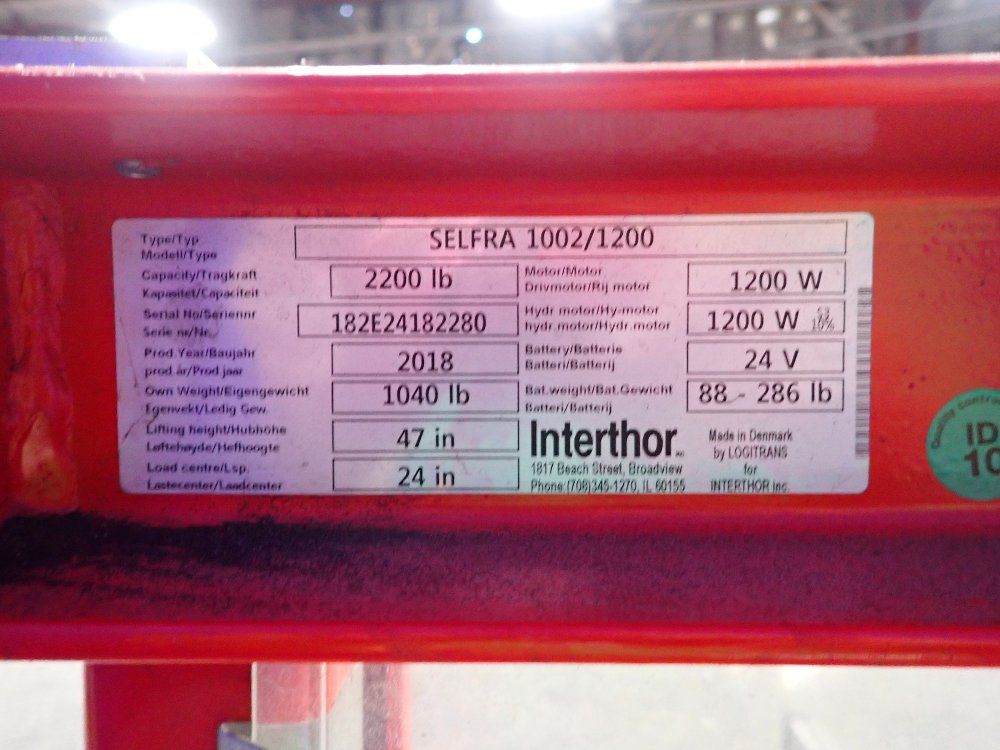 Type/Typ
Modell/Type
SELFRA 1002/1200
Capacity/Tragkraft
Kapasitet/Capaciteit
2200 lb
Motor/Motor
Drivmotor/Rij motor
1200 W
Serial No/Seriennr
Serie nr/Nr.
182E24182280
Hydr motor/Hy-motor
hydr.motor/Hydr.motor
1200 W
Prod.Year/Baujahr
prod år/Prod.jaar
2018
Battery/Batterie
Batteri/Batterij
24 V
Own Weight/Eigengewicht
Egenvekt/Ledig Gew.
1040 lb
Bat.weight/Bat.Gewicht
Batteri/Batterij
88 - 286 lb
Lifting height/Hubhöhe
Løftehøyde/Hefhoogte
47 in
Load centre/Lsp.
Lastecenter/Laadcenter
24 in
Interthor
1817 Beach Street, Broadview
Phone:(708)345-1270, IL 60155
Made in Denmark
by LOGITRANS
for
INTERTHOR Inc.
ID
10